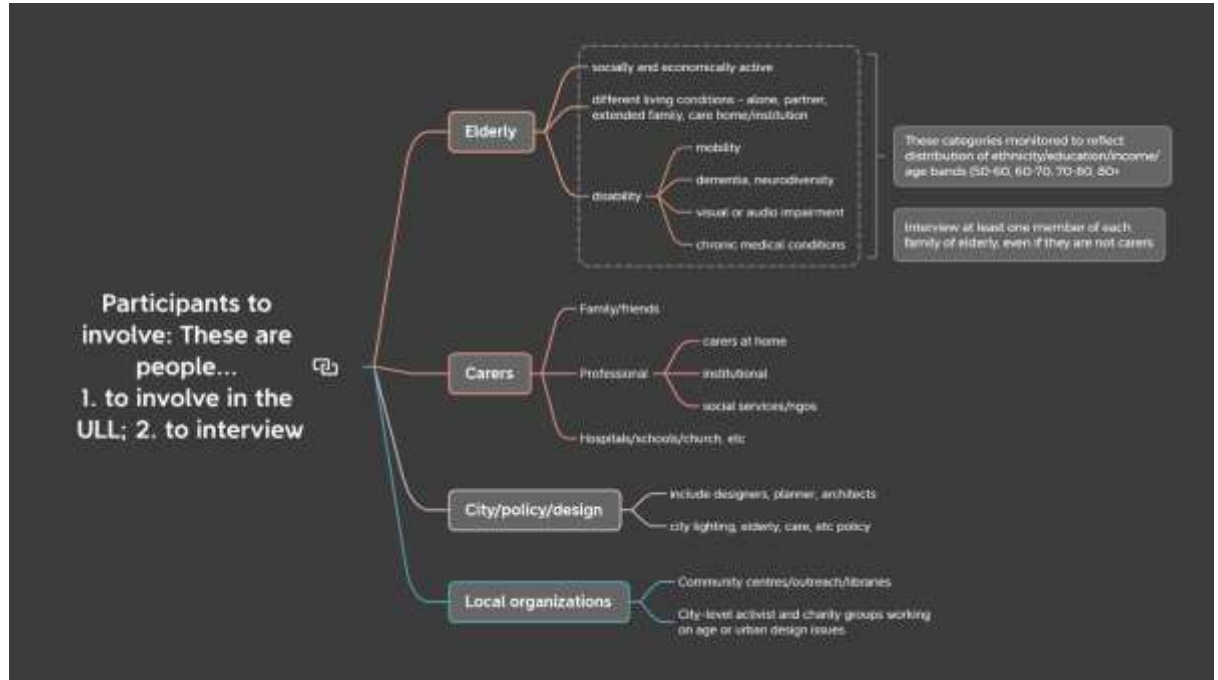 Participants to
involve: These are
people...
1. to involve in the
ULL; 2. to interview
Elderly
socially and economically active
different living conditions - alone, partner,
extended family, care home/institution
disability
mobility
dementia, neurodiversity
visual or audio impairment
chronic medical conditions
These categories monitored to reflect
distribution of ethnicity/education/income/
age bands (50-60, 60-70, 70-80, 80+
Interview at least one member of each
family of elderly, even if they are not carers
Carers
Family/friends
Professional
carers at home
institutional
social services/ngos
Hospitals/schools/church, etc
City/policy/design
include designers, planner, architects
city lighting, elderly, care, etc policy
Local organizations
Community centres/outreach/libraries
City-level activist and charity groups working
on age or urban design issues